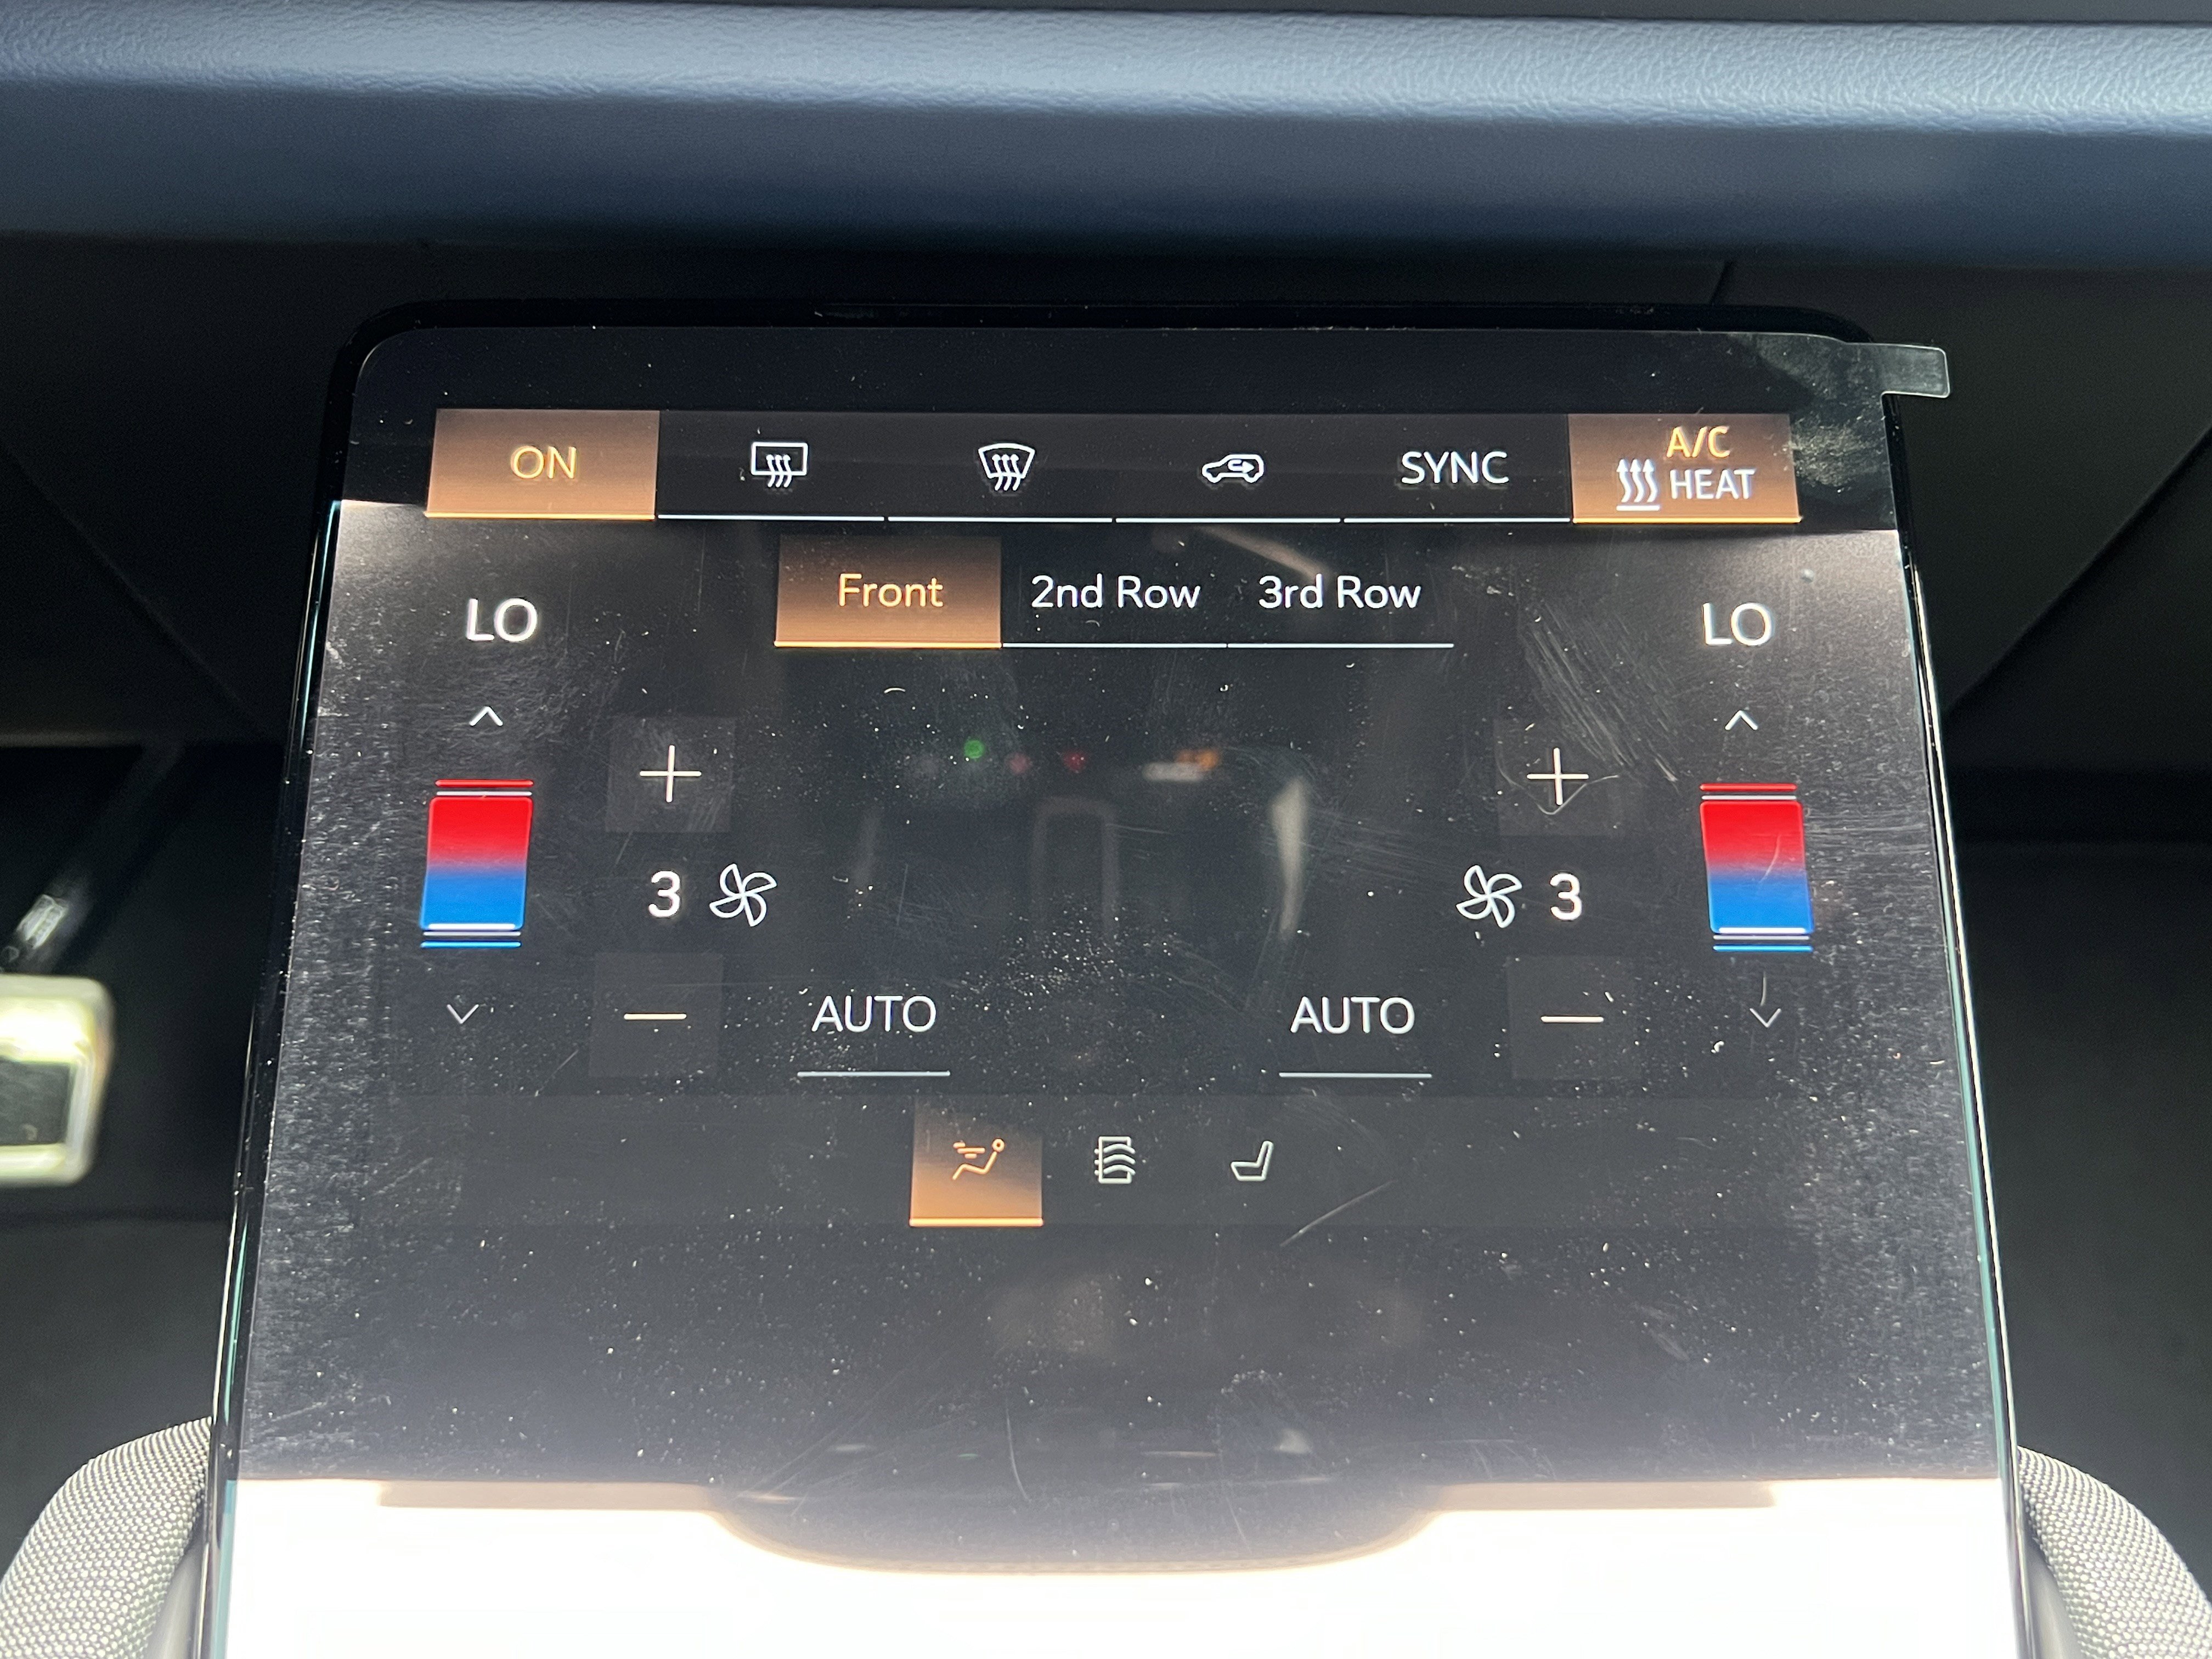 ON SYNC A/C
HEAT
Front 2nd Row 3rd Row
LO LO
3 3
AUTO AUTO